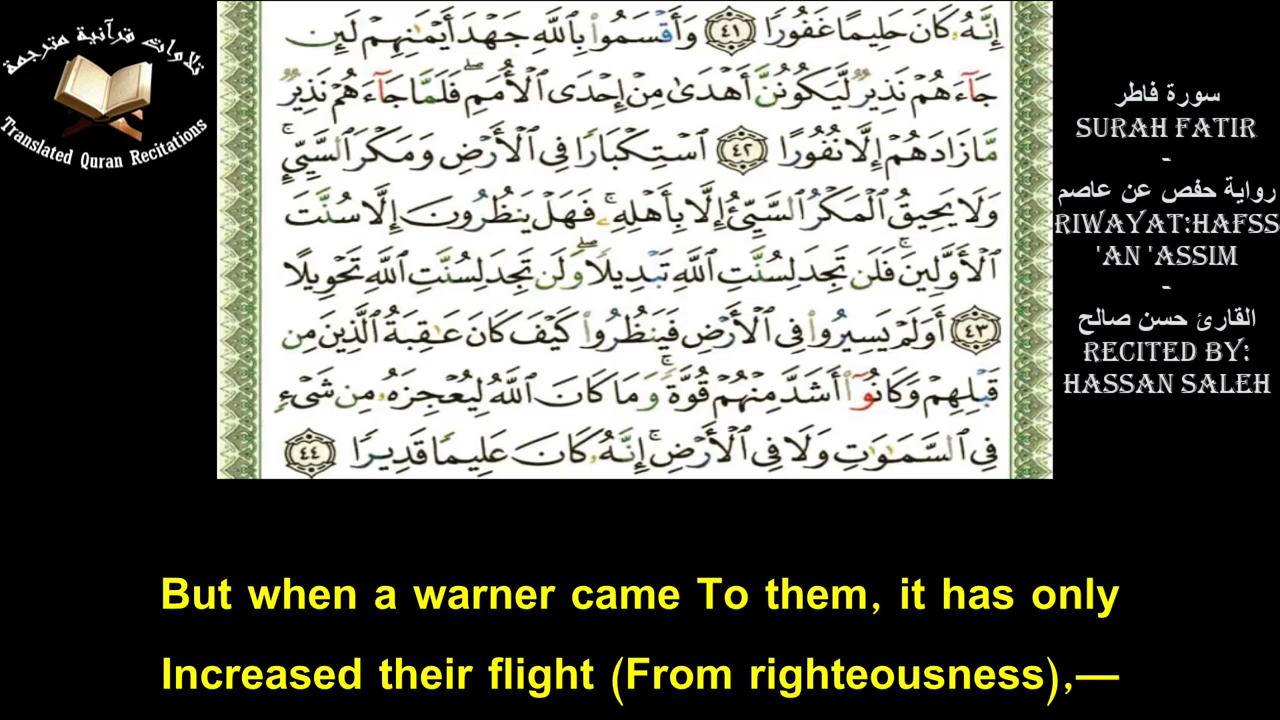 تلاوات قرآنية مترجمة
Translated Quran Recitations
إِنَّهُۥ كَانَ حَلِيمًا غَفُورًا ٤١ وَأَقْسَمُوا۟ بِٱللَّهِ جَهْدَ أَيْمَٰنِهِمْ لَئِن
جَآءَهُمْ نَذِيرٌ لَّيَكُونُنَّ أَهْدَىٰ مِنْ إِحْدَى ٱلْأُمَمِ ۖ فَلَمَّا جَآءَهُمْ نَذِيرٌ
مَّا زَادَهُمْ إِلَّا نُفُورًا ٤٢ ٱسْتِكْبَارًا فِى ٱلْأَرْضِ وَمَكْرَ ٱلسَّيِّئِ ۚ
وَلَا يَحِيقُ ٱلْمَكْرُ ٱلسَّيِّئُ إِلَّا بِأَهْلِهِۦ ۚ فَهَلْ يَنظُرُونَ إِلَّا سُنَّتَ
ٱلْأَوَّلِينَ ۚ فَلَن تَجِدَ لِسُنَّتِ ٱللَّهِ تَبْدِيلًا ۖ وَلَن تَجِدَ لِسُنَّتِ ٱللَّهِ تَحْوِيلًا
٤٣ أَوَلَمْ يَسِيرُوا۟ فِى ٱلْأَرْضِ فَيَنظُرُوا۟ كَيْفَ كَانَ عَٰقِبَةُ ٱلَّذِينَ مِن
قَبْلِهِمْ وَكَانُوٓا۟ أَشَدَّ مِنْهُمْ قُوَّةً ۚ وَمَا كَانَ ٱللَّهُ لِيُعْجِزَهُۥ مِن شَىْءٍ
فِى ٱلسَّمَٰوَٰتِ وَلَا فِى ٱلْأَرْضِ ۚ إِنَّهُۥ كَانَ عَلِيمًا قَدِيرًا ٤٤
سورة فاطر
SURAH FATIR
-
رواية حفص عن عاصم
RIWAYAT:HAFSS
'AN 'ASSIM
-
القارئ حسن صالح
RECITED BY:
HASSAN SALEH
But when a warner came To them, it has only
Increased their flight (From righteousness),—